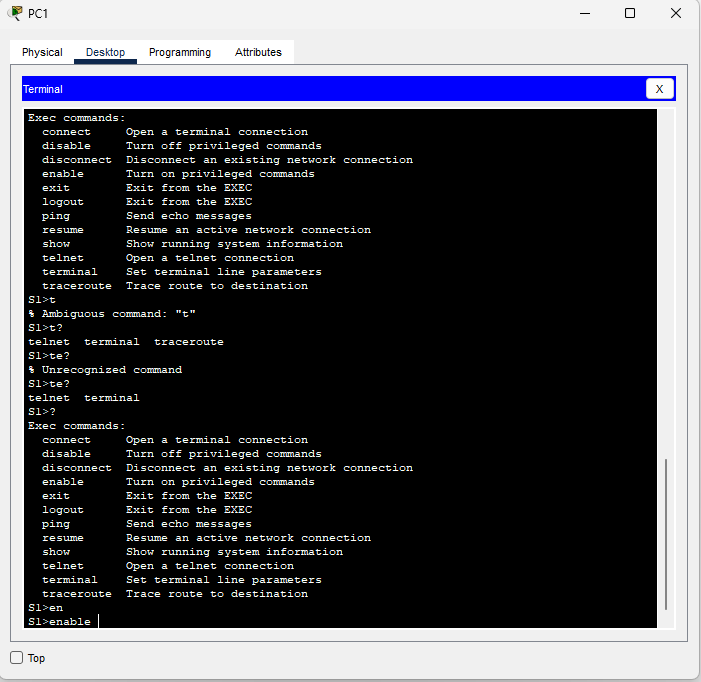 PC1
Physical Desktop Programming Attributes
Terminal X
Exec commands:
  connect     Open a terminal connection
  disable     Turn off privileged commands
  disconnect  Disconnect an existing network connection
  enable      Turn on privileged commands
  exit        Exit from the EXEC
  logout      Exit from the EXEC
  ping        Send echo messages
  resume      Resume an active network connection
  show        Show running system information
  telnet      Open a telnet connection
  terminal    Set terminal line parameters
  traceroute  Trace route to destination
S1>t
% Ambiguous command: "t"
S1>t?
telnet  terminal  traceroute
S1>te?
% Unrecognized command
S1>te?
telnet  terminal
S1>?
Exec commands:
  connect     Open a terminal connection
  disable     Turn off privileged commands
  disconnect  Disconnect an existing network connection
  enable      Turn on privileged commands
  exit        Exit from the EXEC
  logout      Exit from the EXEC
  ping        Send echo messages
  resume      Resume an active network connection
  show        Show running system information
  telnet      Open a telnet connection
  terminal    Set terminal line parameters
  traceroute  Trace route to destination
S1>en
S1>enable
Top